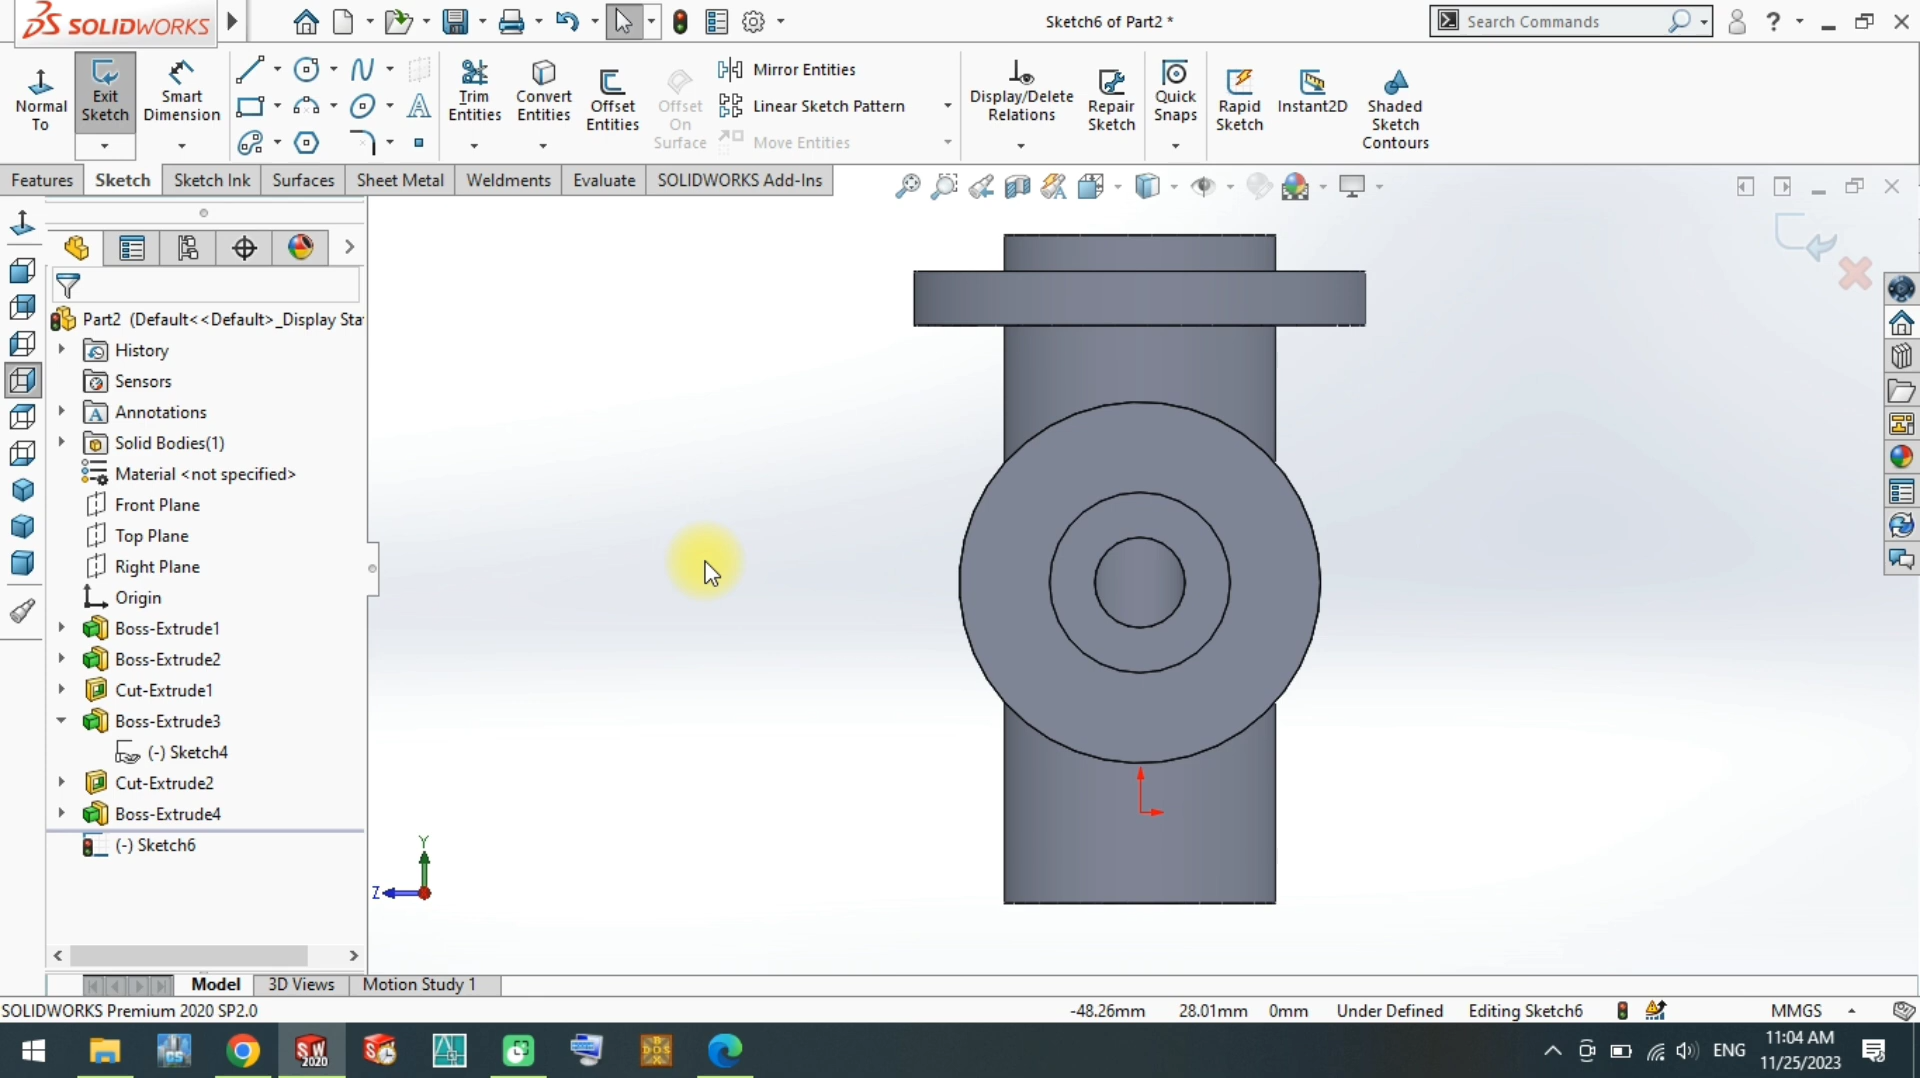 SOLIDWORKS
Sketch6 of Part2 *
Search Commands
Normal To
Exit Sketch
Smart Dimension
Trim Entities
Convert Entities
Offset Entities
Offset On Surface
Mirror Entities
Linear Sketch Pattern
Move Entities
Display/Delete Relations
Repair Sketch
Quick Snaps
Rapid Sketch
Instant2D
Shaded Sketch Contours
Features
Sketch
Sketch Ink
Surfaces
Sheet Metal
Weldments
Evaluate
SOLIDWORKS Add-Ins
Part2 (Default<<Default>_Display Sta
History
Sensors
Annotations
Solid Bodies(1)
Material <not specified>
Front Plane
Top Plane
Right Plane
Origin
Boss-Extrude1
Boss-Extrude2
Cut-Extrude1
Boss-Extrude3
(-) Sketch4
Cut-Extrude2
Boss-Extrude4
(-) Sketch6
Y
Z
Model
3D Views
Motion Study 1
SOLIDWORKS Premium 2020 SP2.0
-48.26mm
28.01mm
0mm
Under Defined
Editing Sketch6
MMGS
SW 2020
ENG
11:04 AM
11/25/2023